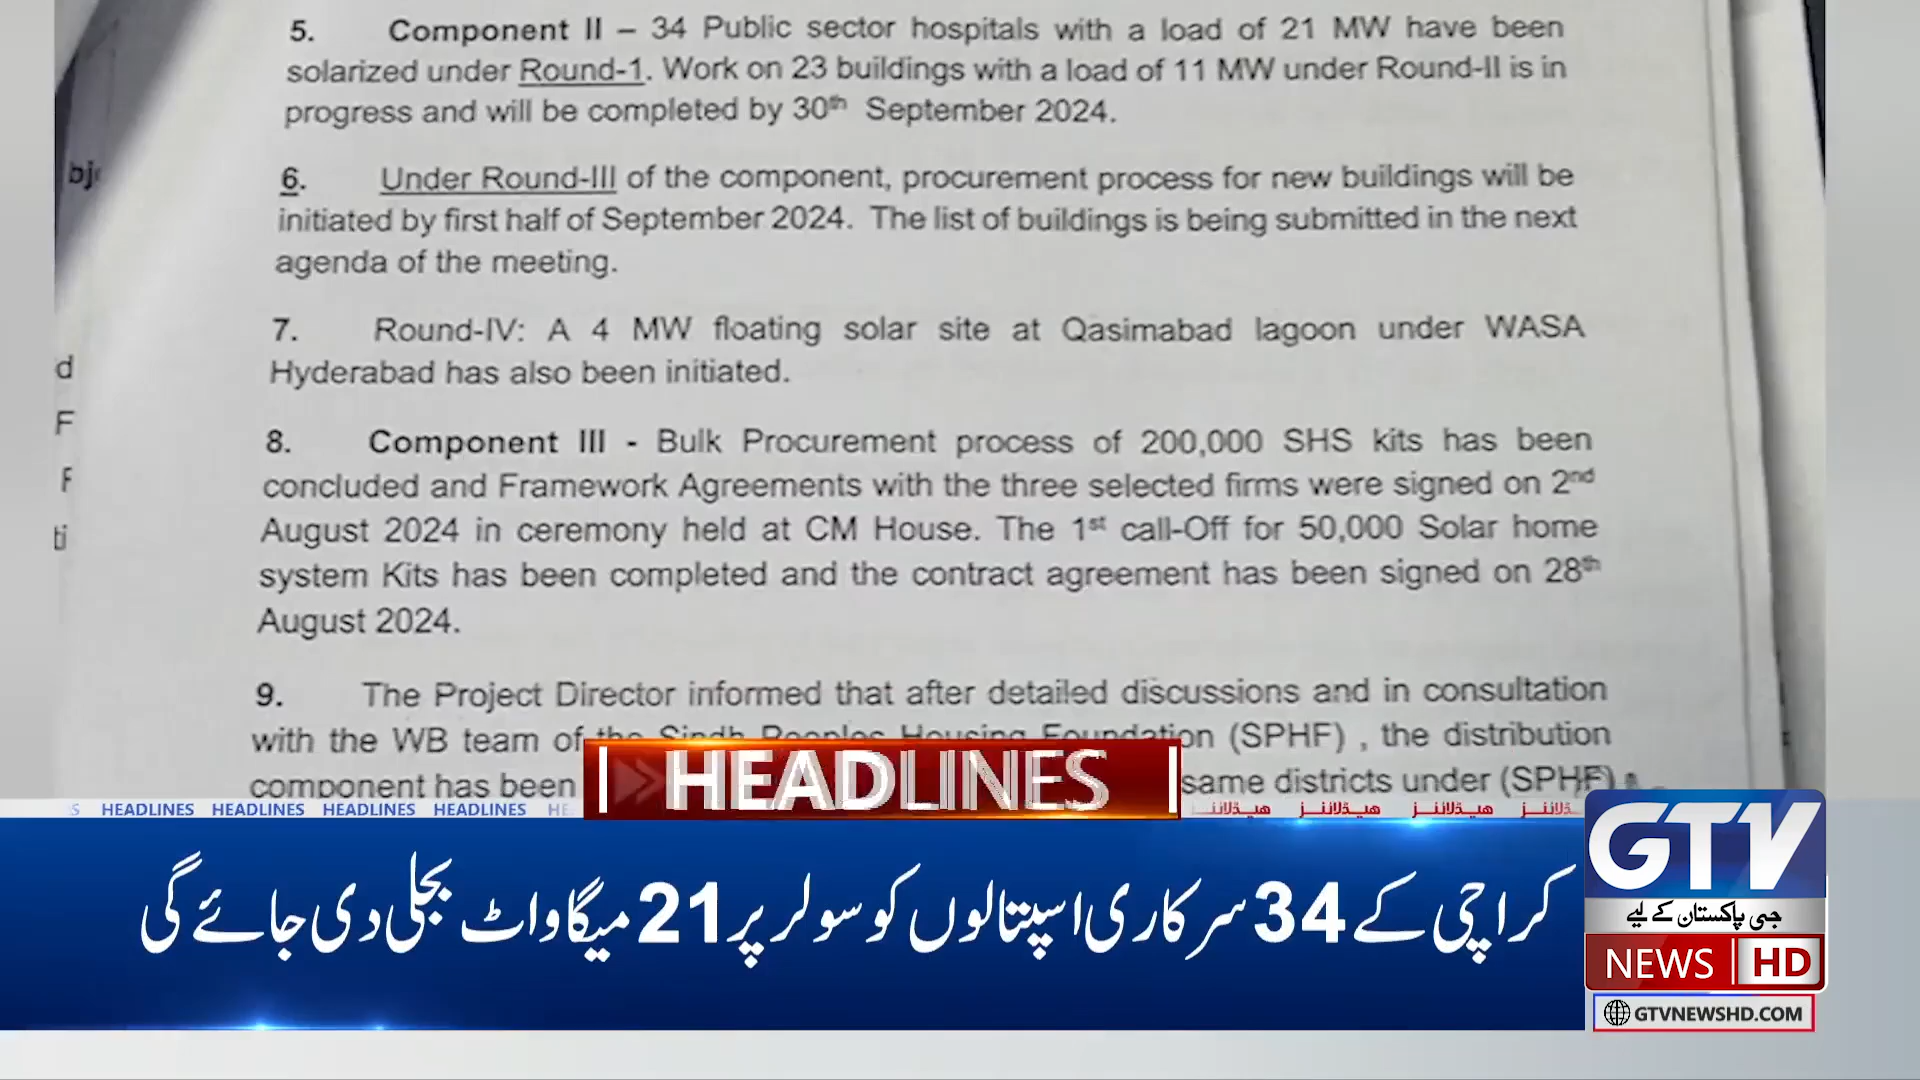 5. Component II – 34 Public sector hospitals with a load of 21 MW have been
solarized under Round-1. Work on 23 buildings with a load of 11 MW under Round-II is in
progress and will be completed by 30th September 2024.
bj
6. Under Round-III of the component, procurement process for new buildings will be
initiated by first half of September 2024. The list of buildings is being submitted in the next
agenda of the meeting.
7. Round-IV: A 4 MW floating solar site at Qasimabad lagoon under WASA
Hyderabad has also been initiated.
d
F
8. Component III - Bulk Procurement process of 200,000 SHS kits has been
concluded and Framework Agreements with the three selected firms were signed on 2nd
August 2024 in ceremony held at CM House. The 1st call-Off for 50,000 Solar home
ti
system Kits has been completed and the contract agreement has been signed on 28th
August 2024.
9. The Project Director informed that after detailed discussions and in consultation
with the WB team of the Sindh Peoples Housing Foundation (SPHF) , the distribution
component has been same districts under (SPHF)
HEADLINES
S HEADLINES HEADLINES HEADLINES HEADLINES HE
ہیڈلائنز ہیڈلائنز ہیڈلائنز
کراچی کے 34 سرکاری اسپتالوں کو سولر پر 21 میگاواٹ بجلی دی جائے گی
GTV
جی پاکستان کے لیے
NEWS HD
GTVNEWSHD.COM